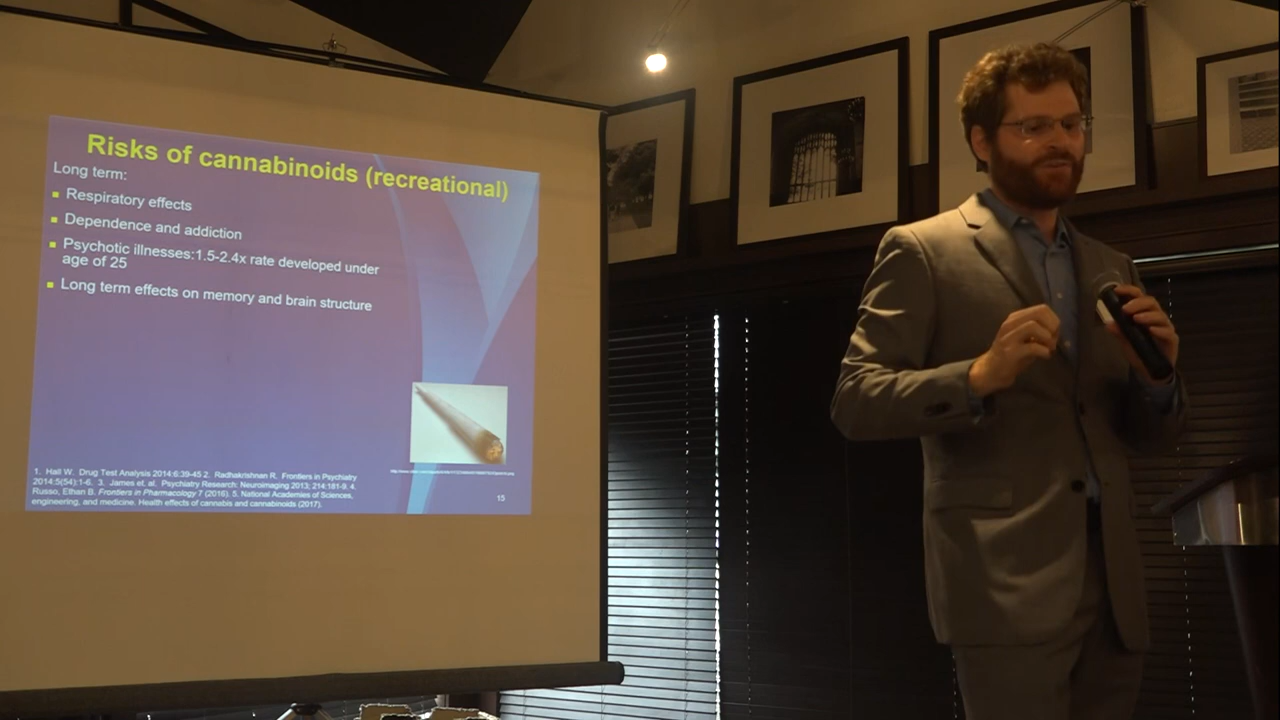 Risks of cannabinoids (recreational)
Long term:
Respiratory effects
Dependence and addiction
Psychotic illnesses:1.5-2.4x rate developed under
age of 25
Long term effects on memory and brain structure
1. Hall W. Drug Test Analysis 2014:6:39-45 2. Radhakrishnan R. Frontiers in Psychiatry
2014:5(54):1-6. 3. James et. al. Psychiatry Research: Neuroimaging 2013; 214:181-9. 4.
Russo, Ethan B. Frontiers in Pharmacology 7 (2016). 5. National Academies of Sciences,
engineering, and medicine. Health effects of cannabis and cannabinoids (2017).
15